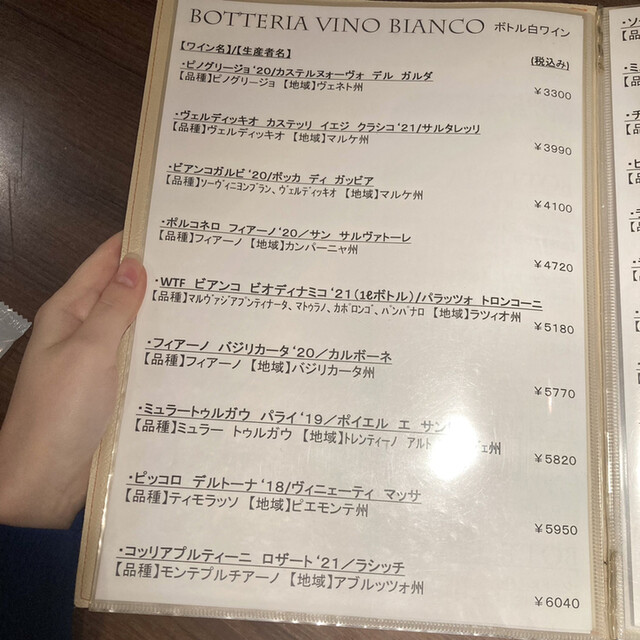 BOTTERIA VINO BIANCO ボトル白ワイン
【ワイン名】/【生産者名】 (税込み)
・ピノグリージョ‘20/カステルヌォーヴォ デル ガルダ
【品種】ピノグリージョ 【地域】ヴェネト州 ¥3300
・ヴェルディッキオ カステッリ イエジ クラシコ‘21/サルタレッリ
【品種】ヴェルディッキオ 【地域】マルケ州 ¥3990
・ビアンコガルビ‘20/ボッカ ディ ガッビア
【品種】ソーヴィニヨンブラン、ヴェルディッキオ 【地域】マルケ州 ¥4100
・ボルコネロ フィアーノ‘20/サン サルヴァトーレ
【品種】フィアーノ 【地域】カンパーニャ州 ¥4720
・WTF ビアンコ ビオディナミコ‘21(1ℓボトル)/パラッツォ トロンコーニ
【品種】マルヴァジアプンティナータ、マトゥラノ、カポロンゴ、パンパナロ 【地域】ラツィオ州 ¥5180
・フィアーノ バジリカータ‘20/カルボーネ
【品種】フィアーノ 【地域】バジリカータ州 ¥5770
・ミュラートゥルガウ パライ‘19/ポイエル エ サン
【品種】ミュラー トゥルガウ 【地域】トレンティーノ アルト ェ州 ¥5820
・ピッコロ デルトーナ‘18/ヴィニェーティ マッサ
【品種】ティモラッソ 【地域】ピエモンテ州 ¥5950
・コッリアプルティーニ ロザート‘21/ラシッチ
【品種】モンテプルチアーノ 【地域】アブルッツォ州 ¥6040